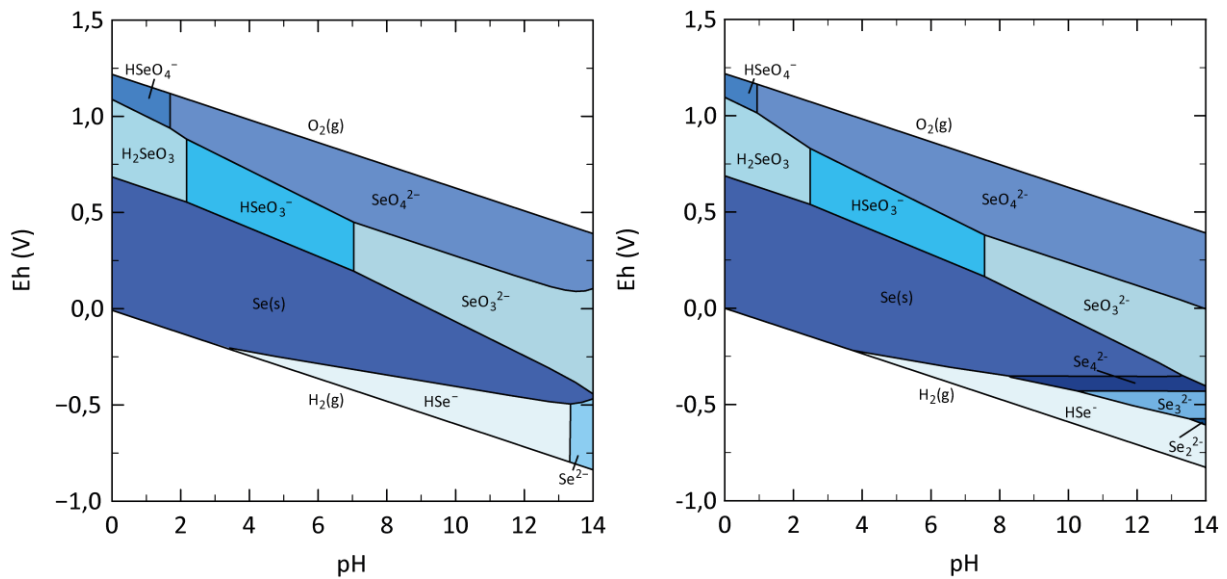 1,5
1,0
0,5
0,0
−0,5
−1,0
Eh (V)
0 2 4 6 8 10 12 14
pH
HSeO₄⁻
O₂(g)
H₂SeO₃
HSeO₃⁻
SeO₄²⁻
Se(s)
SeO₃²⁻
H₂(g)
HSe⁻
Se²⁻
1,5
1,0
0,5
0,0
−0,5
−1,0
Eh (V)
0 2 4 6 8 10 12 14
pH
HSeO₄⁻
O₂(g)
H₂SeO₃
HSeO₃⁻
SeO₄²⁻
Se(s)
SeO₃²⁻
Se₄²⁻
H₂(g)
HSe⁻
Se₃²⁻
Se₂²⁻